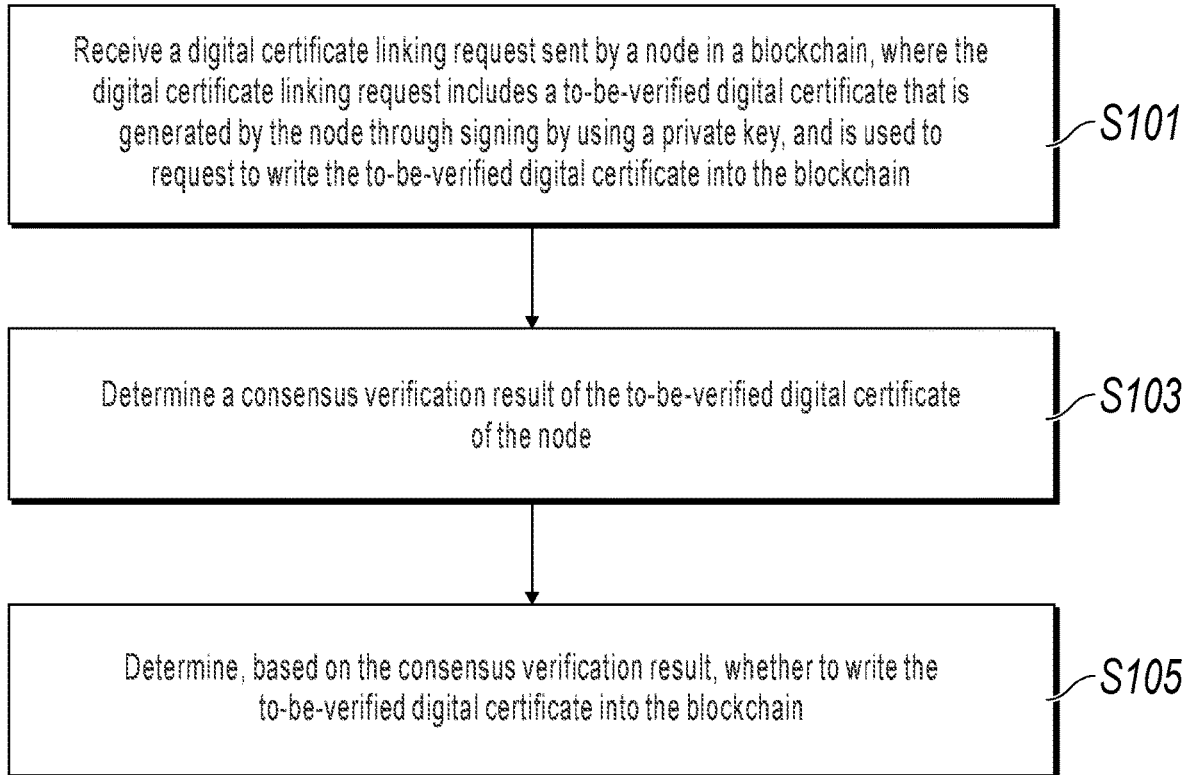 Receive a digital certificate linking request sent by a node in a blockchain, where the
digital certificate linking request includes a to-be-verified digital certificate that is
generated by the node through signing by using a private key, and is used to
request to write the to-be-verified digital certificate into the blockchain
S101
Determine a consensus verification result of the to-be-verified digital certificate
of the node
S103
Determine, based on the consensus verification result, whether to write the
to-be-verified digital certificate into the blockchain
S105